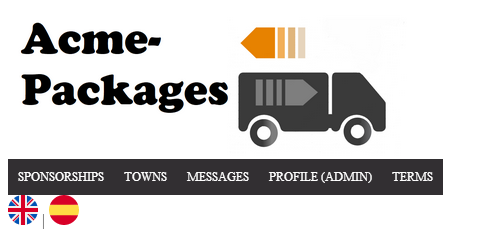 Acme-
Packages
SPONSORSHIPS TOWNS MESSAGES PROFILE (ADMIN) TERMS
|